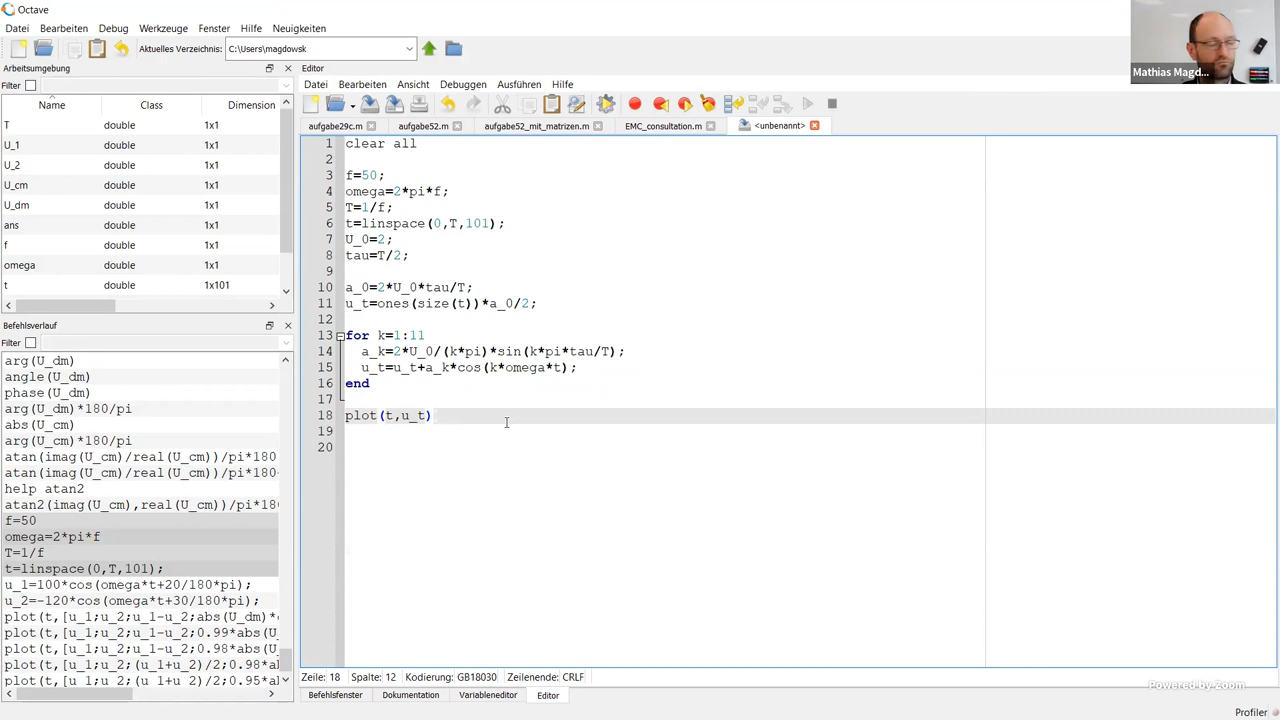 Octave
Datei Bearbeiten Debug Werkzeuge Fenster Hilfe Neuigkeiten
Aktuelles Verzeichnis: C:\Users\magdowsk
Mathias Magd...
Arbeitsumgebung
Filter
Name Class Dimension
T double 1x1
U_1 double 1x1
U_2 double 1x1
U_cm double 1x1
U_dm double 1x1
ans double 1x1
f double 1x1
omega double 1x1
t double 1x101
Befehlsverlauf
Filter
arg(U_dm)
angle(U_dm)
phase(U_dm)
arg(U_dm)*180/pi
abs(U_cm)
arg(U_cm)*180/pi
atan(imag(U_cm)/real(U_cm))/pi*180
atan(imag(U_cm)/real(U_cm))/pi*180-
help atan2
atan2(imag(U_cm),real(U_cm))/pi*180
f=50
omega=2*pi*f
T=1/f
t=linspace(0,T,101);
u_1=100*cos(omega*t+20/180*pi);
u_2=-120*cos(omega*t+30/180*pi);
plot(t,[u_1;u_2;u_1-u_2;abs(U_dm)*c
plot(t,[u_1;u_2;u_1-u_2;0.99*abs(U_
plot(t,[u_1;u_2;u_1-u_2;0.98*abs(U_
plot(t,[u_1;u_2;(u_1+u_2)/2;0.98*ab
plot(t,[u_1;u_2;(u_1+u_2)/2;0.95*ab
Editor
Datei Bearbeiten Ansicht Debuggen Ausführen Hilfe
aufgabe29c.m aufgabe52.m aufgabe52_mit_matrizen.m EMC_consultation.m <unbenannt>
1 clear all
2
3 f=50;
4 omega=2*pi*f;
5 T=1/f;
6 t=linspace(0,T,101);
7 U_0=2;
8 tau=T/2;
9
10 a_0=2*U_0*tau/T;
11 u_t=ones(size(t))*a_0/2;
12
13 for k=1:11
14 a_k=2*U_0/(k*pi)*sin(k*pi*tau/T);
15 u_t=u_t+a_k*cos(k*omega*t);
16 end
17
18 plot(t,u_t)
19
20
Zeile: 18 Spalte: 12 Kodierung: GB18030 Zeilenende: CRLF
Befehlsfenster Dokumentation Variableneditor Editor
Powered by Zoom
Profiler